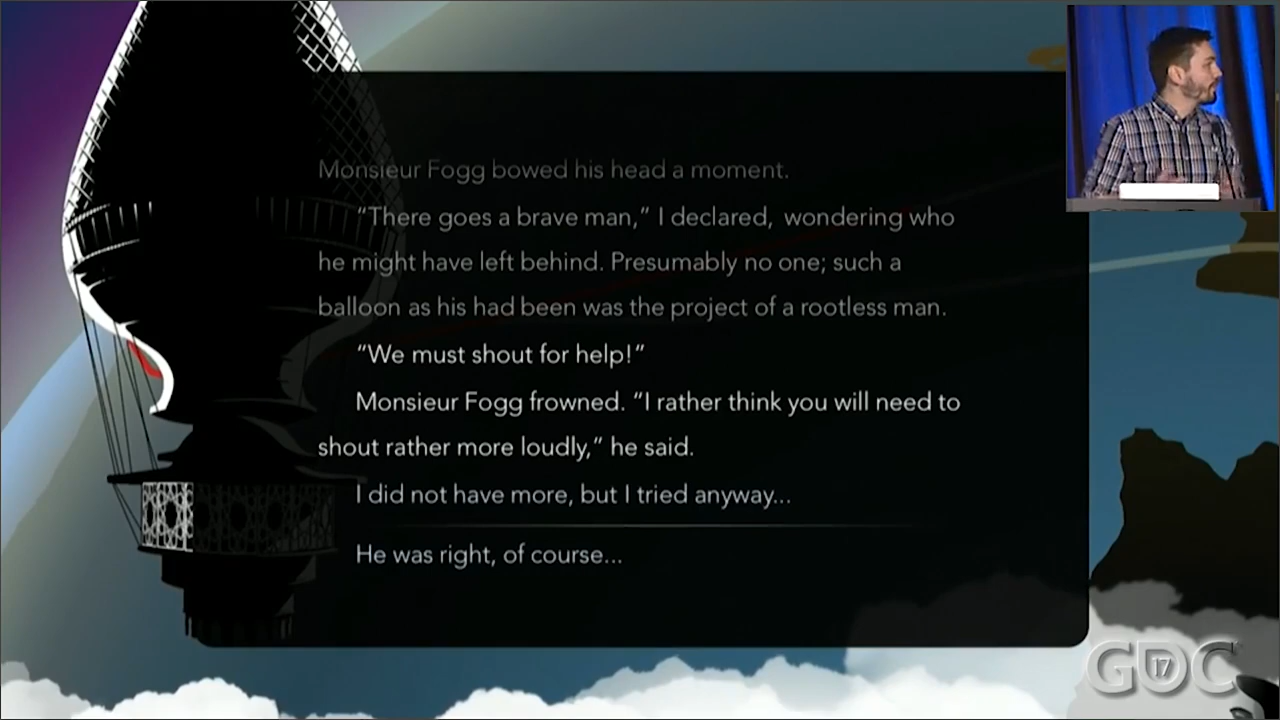 Monsieur Fogg bowed his head a moment.
“There goes a brave man,” I declared, wondering who
he might have left behind. Presumably no one; such a
balloon as his had been was the project of a rootless man.
“We must shout for help!”
Monsieur Fogg frowned. “I rather think you will need to
shout rather more loudly,” he said.
I did not have more, but I tried anyway...
He was right, of course...
GDC 17